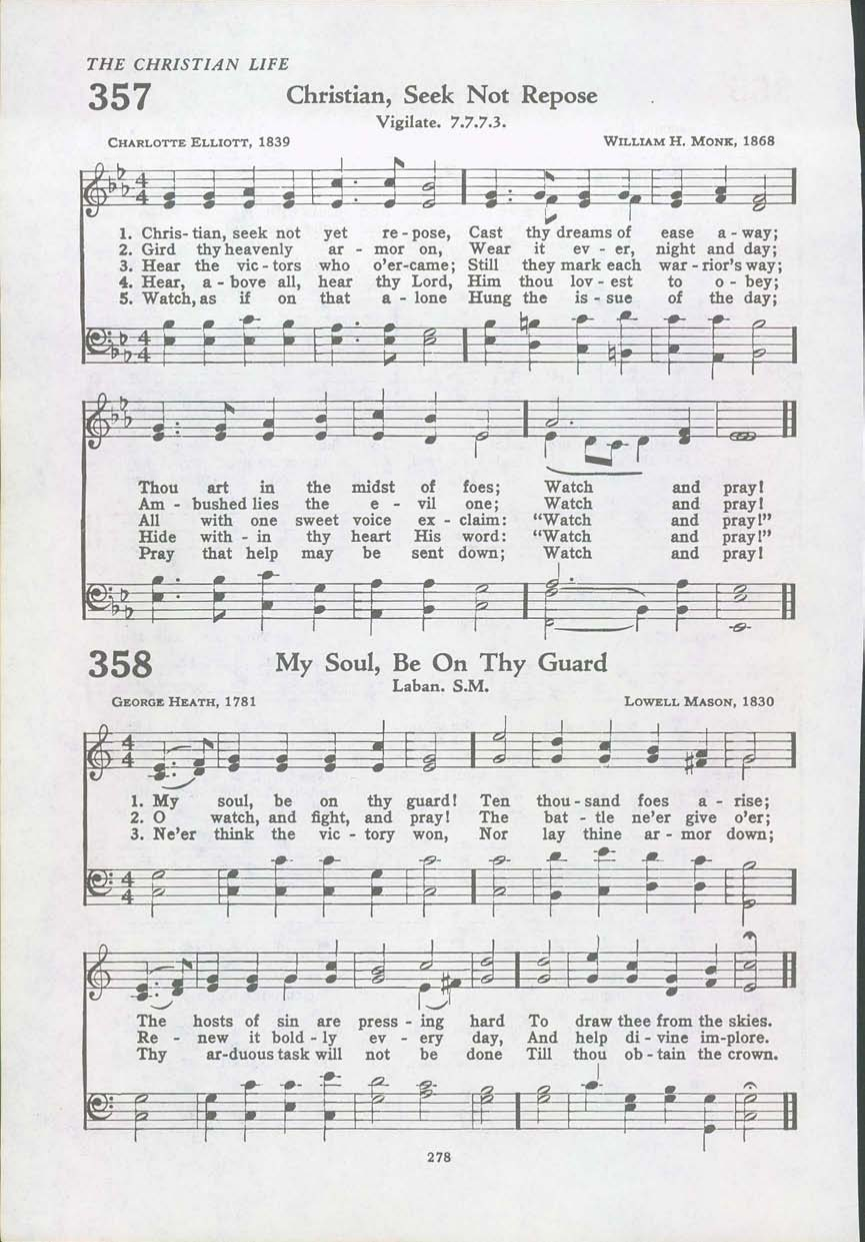 THE CHRISTIAN LIFE
357 Christian, Seek Not Repose
Vigilate. 7.7.7.3.
CHARLOTTE ELLIOTT, 1839 WILLIAM H. MONK, 1868
1. Chris-tian, seek not yet re-pose, Cast thy dreams of ease a-way;
2. Gird thy heavenly ar-mor on, Wear it ev-er, night and day;
3. Hear the vic-tors who o'er-came; Still they mark each war-rior's way;
4. Hear, a-bove all, hear thy Lord, Him thou lov-est to o-bey;
5. Watch, as if on that a-lone Hung the is-sue of the day;
Thou art in the midst of foes; Watch and pray!
Am-bushed lies the e-vil one; Watch and pray!
All with one sweet voice ex-claim: "Watch and pray!"
Hide with-in thy heart His word: "Watch and pray!"
Pray that help may be sent down; Watch and pray!
358 My Soul, Be On Thy Guard
Laban. S.M.
GEORGE HEATH, 1781 LOWELL MASON, 1830
1. My soul, be on thy guard! Ten thou-sand foes a-rise;
2. O watch, and fight, and pray! The bat-tle ne'er give o'er;
3. Ne'er think the vic-tory won, Nor lay thine ar-mor down;
The hosts of sin are press-ing hard To draw thee from the skies.
Re-new it bold-ly ev-ery day, And help di-vine im-plore.
Thy ar-duous task will not be done Till thou ob-tain the crown.
278